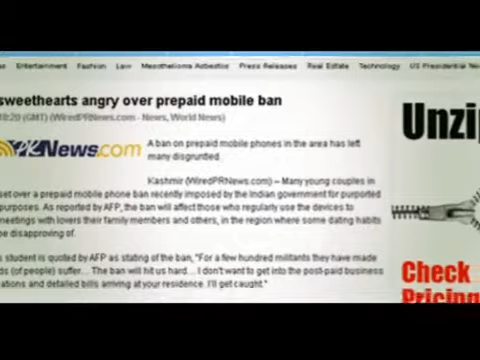 Entertainment Fashion Law Mesothelioma Asbestos Press Releases Real Estate Technology US Presidential
sweethearts angry over prepaid mobile ban
(GMT) (WiredPRNews.com - News, World News)
PRNews.com
A ban on prepaid mobile phones in the area has left
many disgruntled.
Kashmir (WiredPRNews.com) – Many young couples in
set over a prepaid mobile phone ban recently imposed by the Indian government for purported
purposes. As reported by AFP, the ban will affect those who regularly use the devices to
meetings with lovers their family members and others, in the region where some dating habits
be disapproving of.
student is quoted by AFP as stating of the ban, "For a few hundred militants they have made
(of people) suffer... The ban will hit us hard... I don't want to get into the post-paid business
ations and detailed bills arriving at your residence. I'll get caught."
Unzi
Check
Pricing